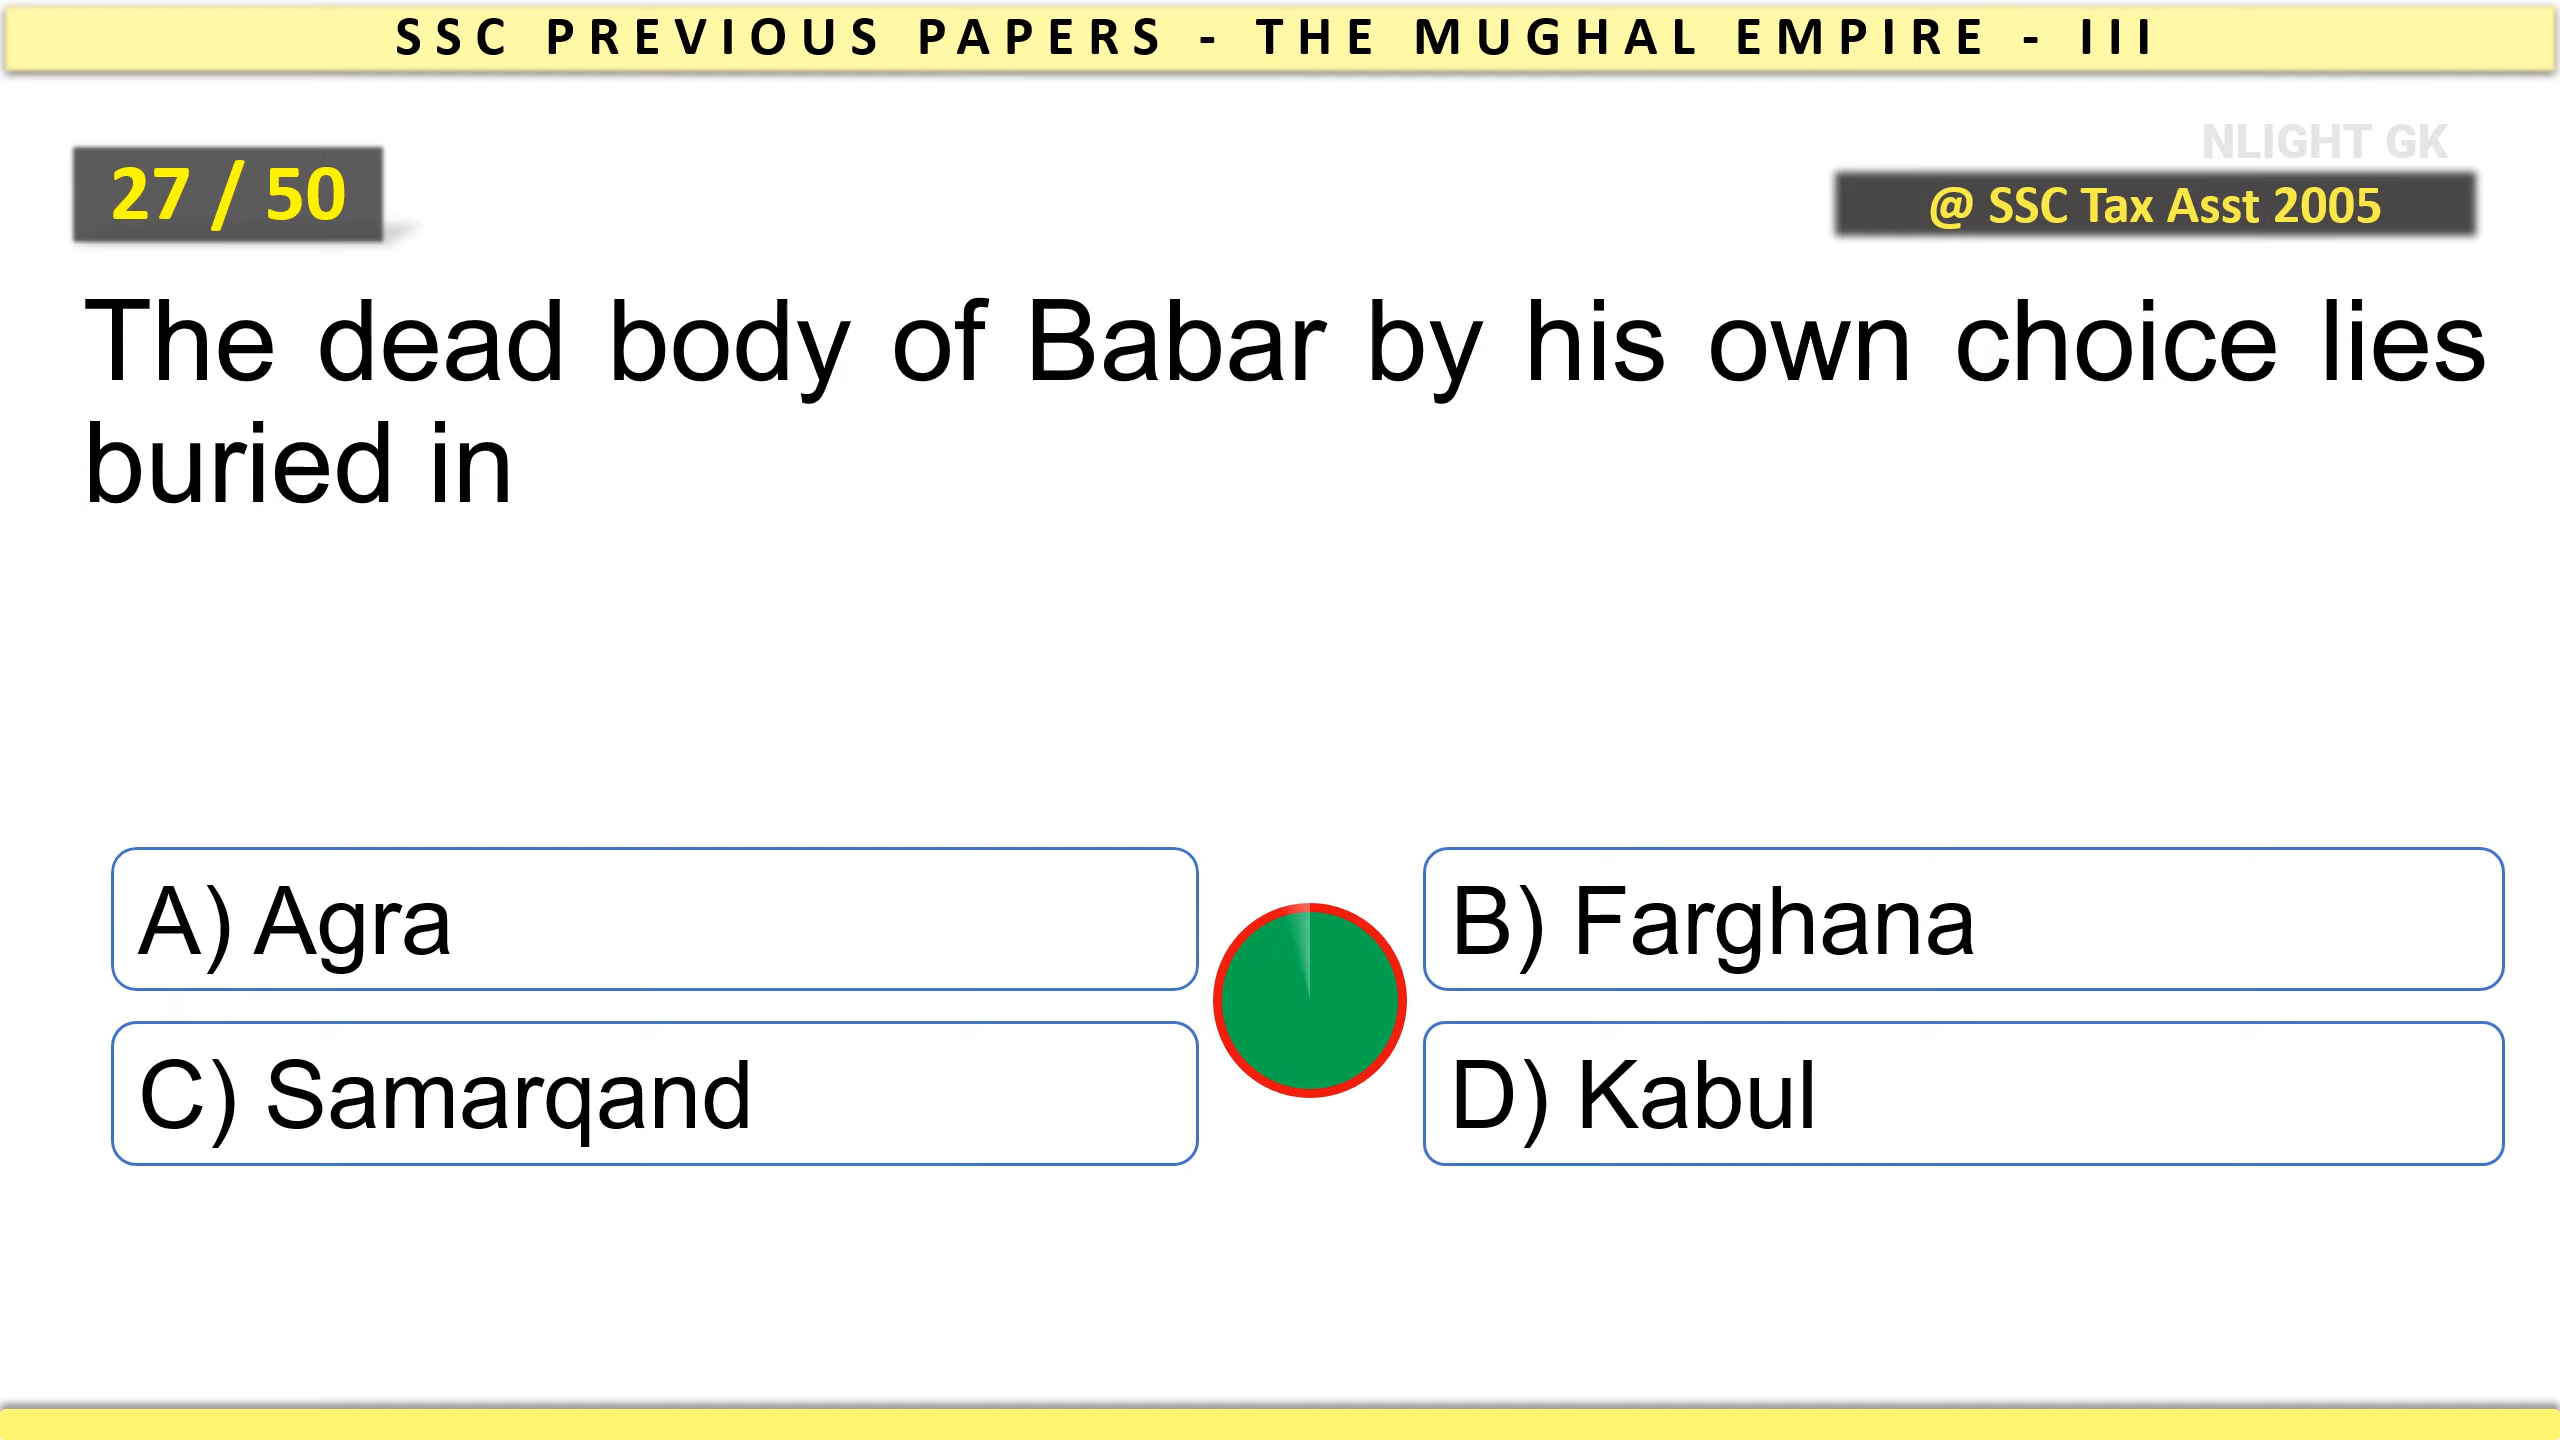 SSC PREVIOUS PAPERS - THE MUGHAL EMPIRE - III
NLIGHT GK
27 / 50
@ SSC Tax Asst 2005
The dead body of Babar by his own choice lies
buried in
A) Agra
B) Farghana
C) Samarqand
D) Kabul